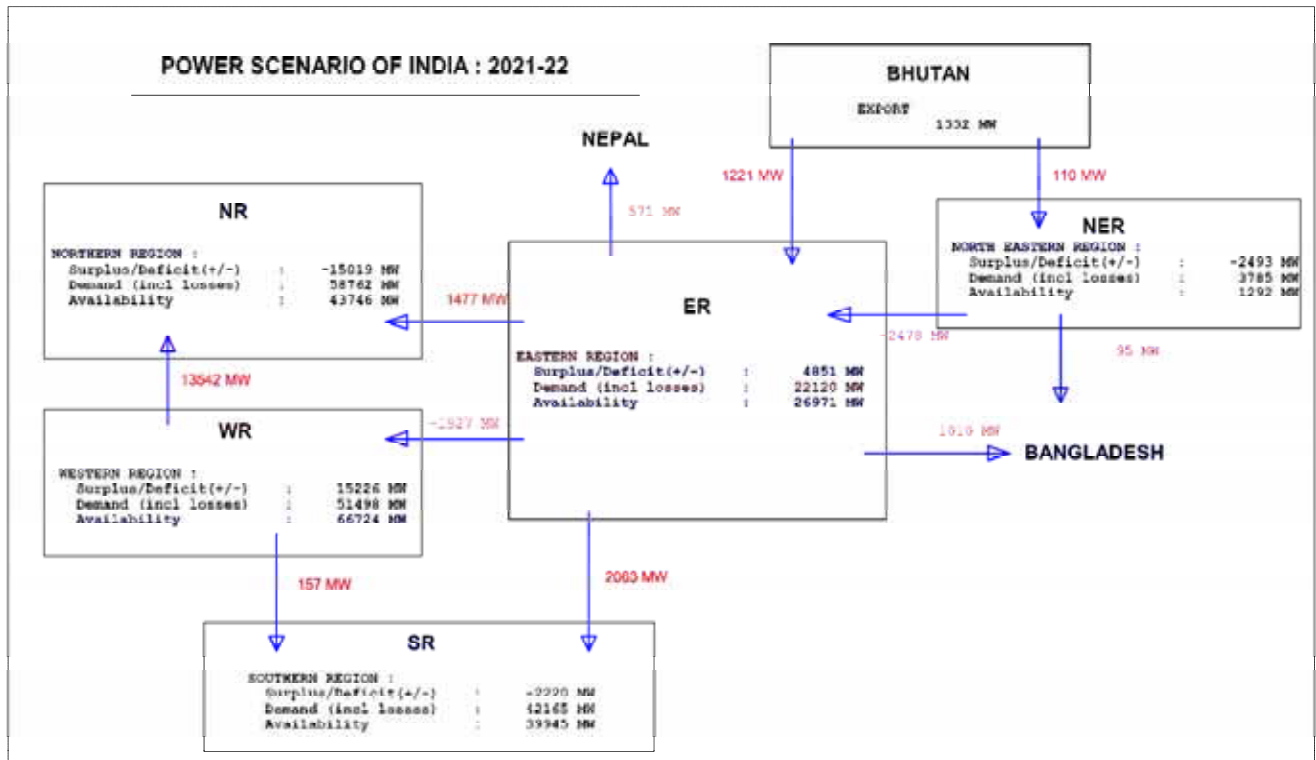 POWER SCENARIO OF INDIA : 2021-22
BHUTAN
EXPORT
1332 MW
NEPAL
1221 MW
110 MW
571 MW
NR
NORTHERN REGION :
Surplus/Deficit(+/-) : -15019 MW
Demand (incl losses) : 58762 MW
Availability : 43746 MW
NER
NORTH EASTERN REGION :
Surplus/Deficit(+/-) : -2493 MW
Demand (incl losses) : 3785 MW
Availability : 1292 MW
1477 MW
ER
EASTERN REGION :
Surplus/Deficit(+/-) : 4851 MW
Demand (incl losses) : 22120 MW
Availability : 26971 MW
-2478 MW
95 MW
13542 MW
WR
WESTERN REGION :
Surplus/Deficit(+/-) : 15226 MW
Demand (incl losses) : 51498 MW
Availability : 66724 MW
MW
MW
BANGLADESH
157 MW
2063 MW
SR
SOUTHERN REGION :
Surplus/Deficit(+/-) : -2220 MW
Demand (incl losses) : 42165 MW
Availability : 39945 MW